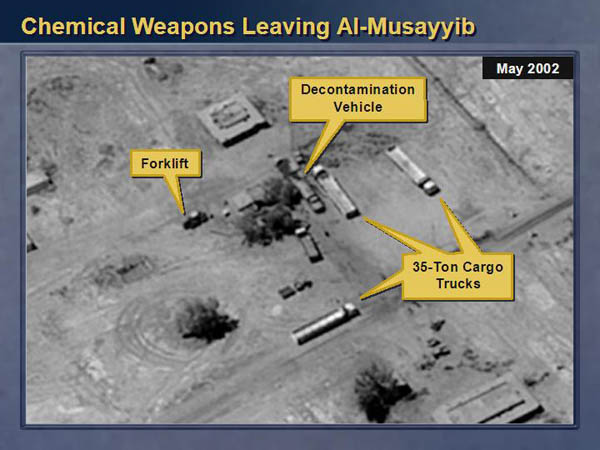 Chemical Weapons Leaving Al-Musayyib
May 2002
Decontamination
Vehicle
Forklift
35-Ton Cargo
Trucks